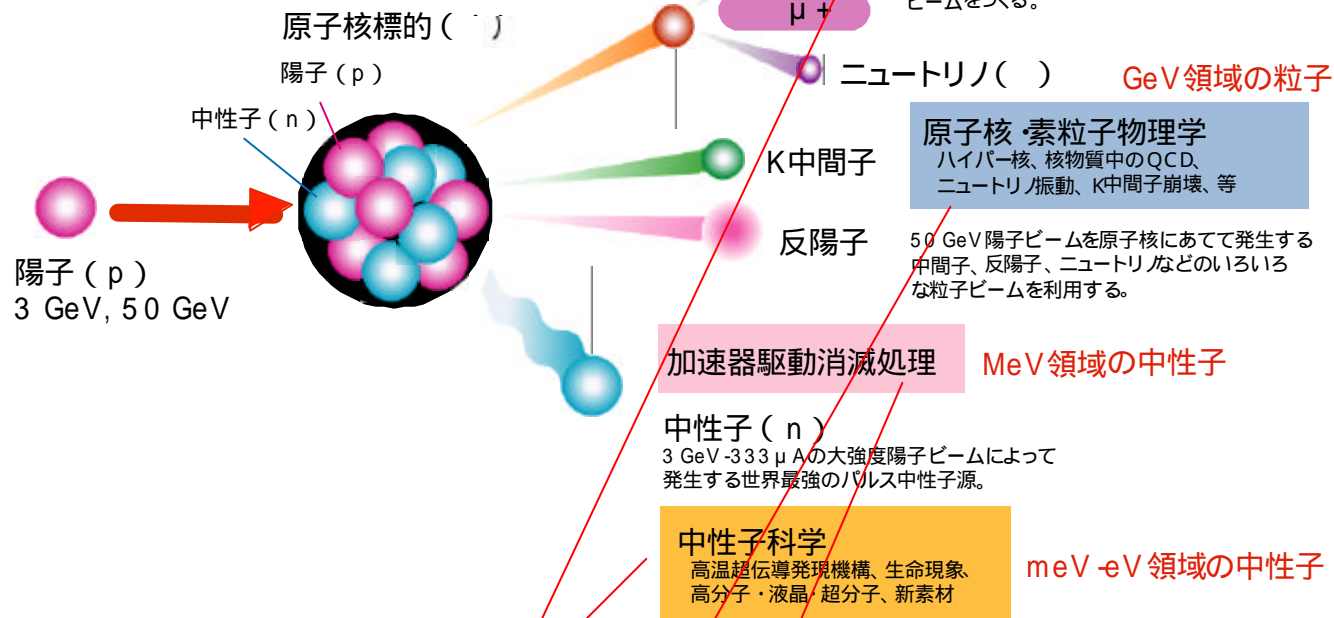 ビームをつくる。
μ +
原子核標的 ( )
陽子 ( p )
中性子 ( n )
ニュートリノ( )
GeV領域の粒子
原子核・素粒子物理学
ハイパー核、核物質中のQCD、
ニュートリノ振動、K中間子崩壊、等
K中間子
反陽子
50 GeV陽子ビームを原子核にあてて発生する
中間子、反陽子、ニュートリノなどのいろいろ
な粒子ビームを利用する。
陽子 ( p )
3 GeV, 50 GeV
加速器駆動消滅処理
MeV領域の中性子
中性子 ( n )
3 GeV-333μAの大強度陽子ビームによって
発生する世界最強のパルス中性子源。
中性子科学
高温超伝導発現機構、生命現象、
高分子・液晶・超分子、新素材
meV-eV領域の中性子